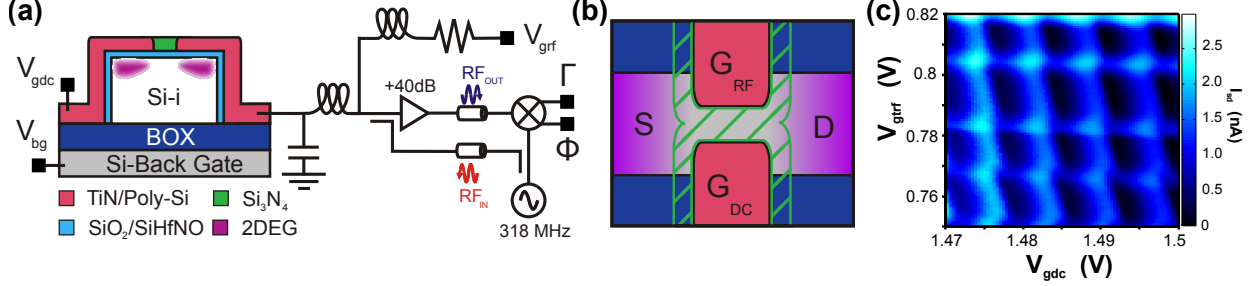 (a)
V_gdc
V_bg
Si-i
BOX
Si-Back Gate
TiN/Poly-Si
Si₃N₄
SiO₂/SiHfNO
2DEG
V_grf
+40dB
RF_OUT
RF_IN
Γ
Φ
318 MHz
(b)
G_RF
S
D
G_DC
(c)
V_gtrf (V)
0.82
0.8
0.78
0.76
1.47
1.48
1.49
1.5
V_gdc (V)
2.5
2.0
1.5
1.0
0.5
0
I_sd (nA)